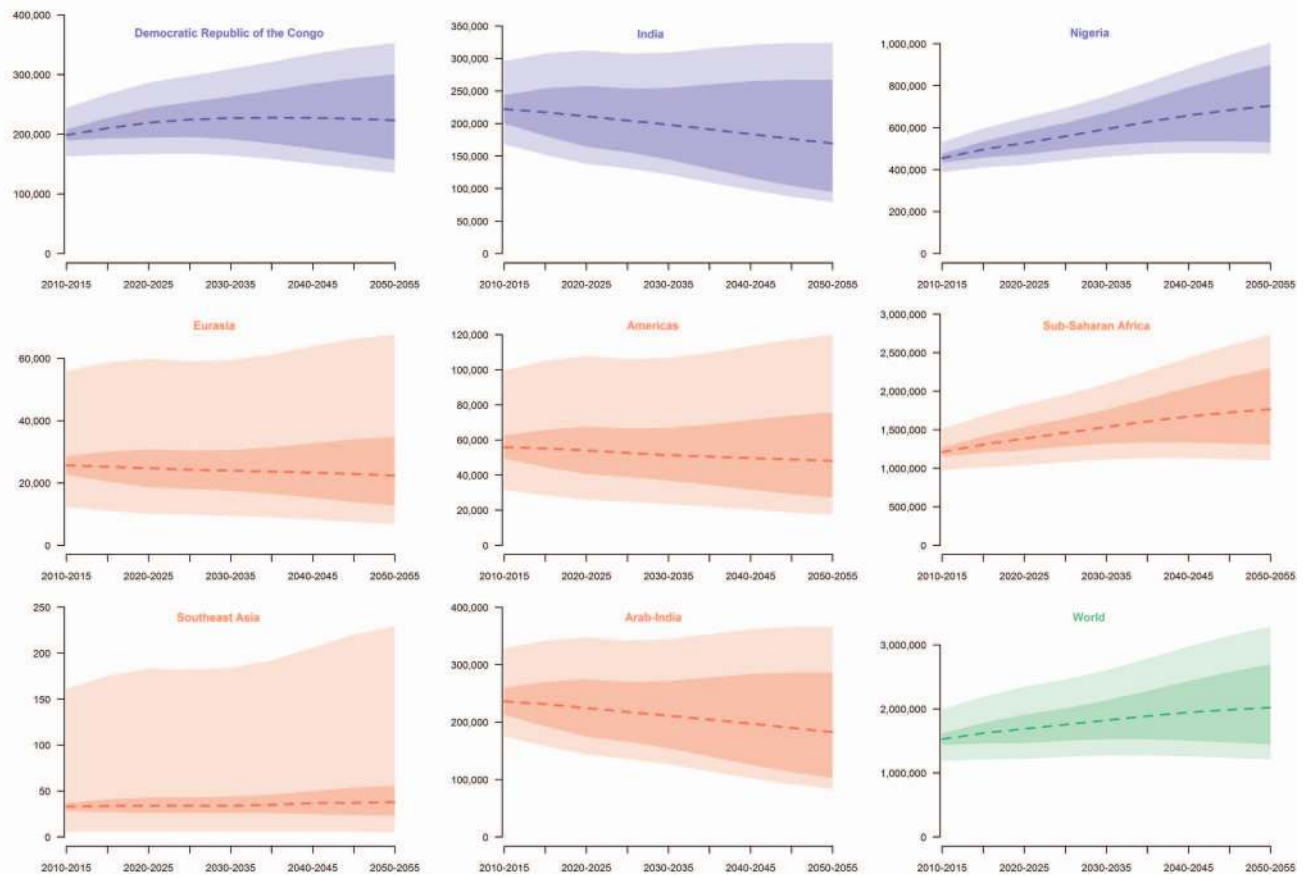 Democratic Republic of the Congo
400,000
300,000
200,000
100,000
0
2010-2015 2020-2025 2030-2035 2040-2045 2050-2055
India
350,000
300,000
250,000
200,000
150,000
100,000
50,000
0
2010-2015 2020-2025 2030-2035 2040-2045 2050-2055
Nigeria
1,000,000
800,000
600,000
400,000
200,000
0
2010-2015 2020-2025 2030-2035 2040-2045 2050-2055
Eurasia
60,000
40,000
20,000
0
2010-2015 2020-2025 2030-2035 2040-2045 2050-2055
Americas
120,000
100,000
80,000
60,000
40,000
20,000
0
2010-2015 2020-2025 2030-2035 2040-2045 2050-2055
Sub-Saharan Africa
3,000,000
2,500,000
2,000,000
1,500,000
1,000,000
500,000
0
2010-2015 2020-2025 2030-2035 2040-2045 2050-2055
Southeast Asia
250
200
150
100
50
0
2010-2015 2020-2025 2030-2035 2040-2045 2050-2055
Arab-India
400,000
300,000
200,000
100,000
0
2010-2015 2020-2025 2030-2035 2040-2045 2050-2055
World
3,000,000
2,000,000
1,000,000
0
2010-2015 2020-2025 2030-2035 2040-2045 2050-2055